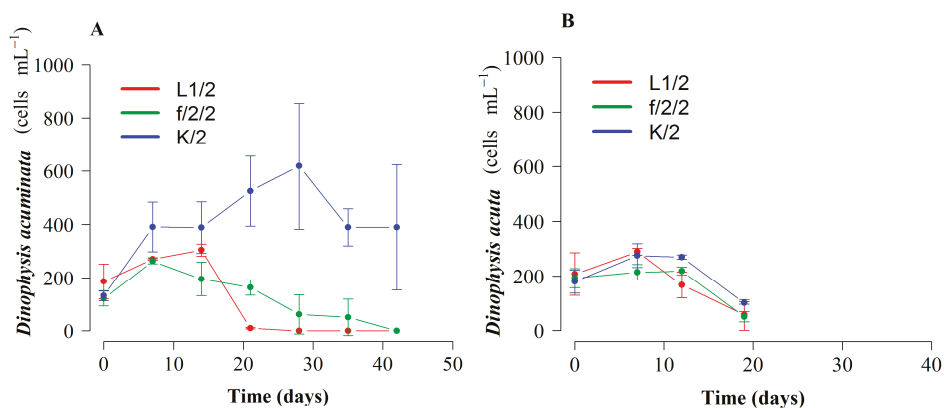 A
Dinophysis acuminata (cells mL⁻¹)
1000
800
600
400
200
0
L1/2
f/2/2
K/2
0 10 20 30 40 50
Time (days)
B
Dinophysis acuta (cells mL⁻¹)
1000
800
600
400
200
0
L1/2
f/2/2
K/2
0 10 20 30 40
Time (days)